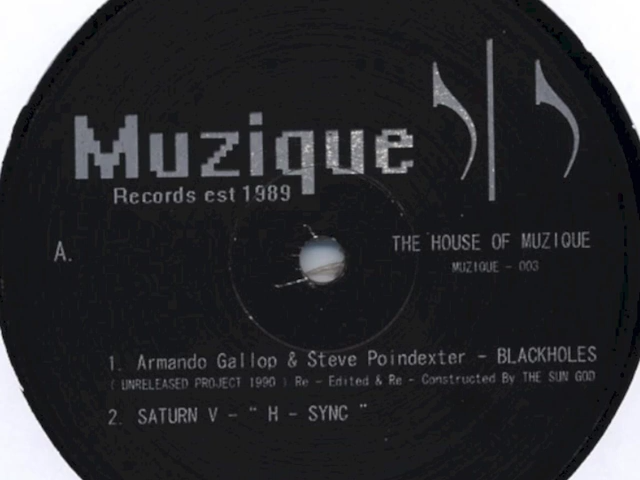 Muzique
Records est 1989
A.
THE HOUSE OF MUZIQUE
MUZIQUE - 003
1. Armando Gallop & Steve Poindexter - BLACKHOLES
( UNRELEASED PROJECT 1990 ) Re - Edited & Re - Constructed By THE SUN GOD
2. SATURN V - " H - SYNC "